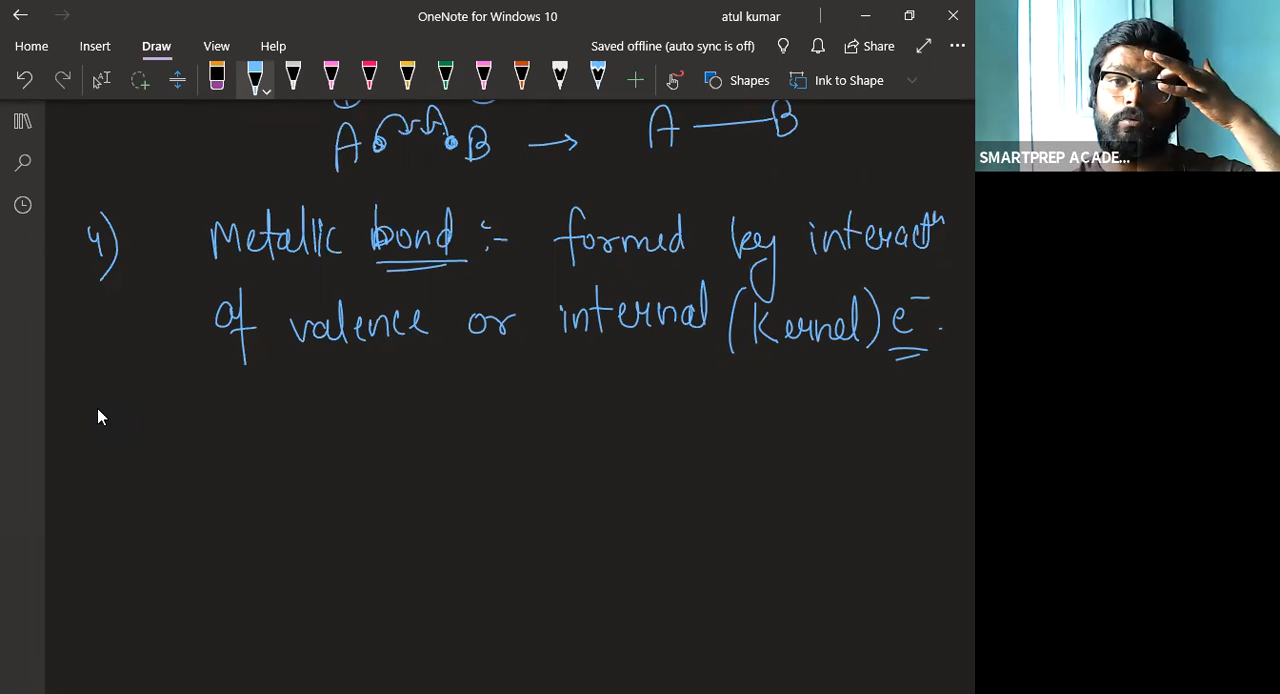 OneNote for Windows 10
atul kumar
Home Insert Draw View Help
Saved offline (auto sync is off)
Share
Shapes
Ink to Shape
SMARTPREP ACADE...
A B → A — B
4) Metallic bond :- formed by interactn
of valence or internal (Kernel) e⁻.